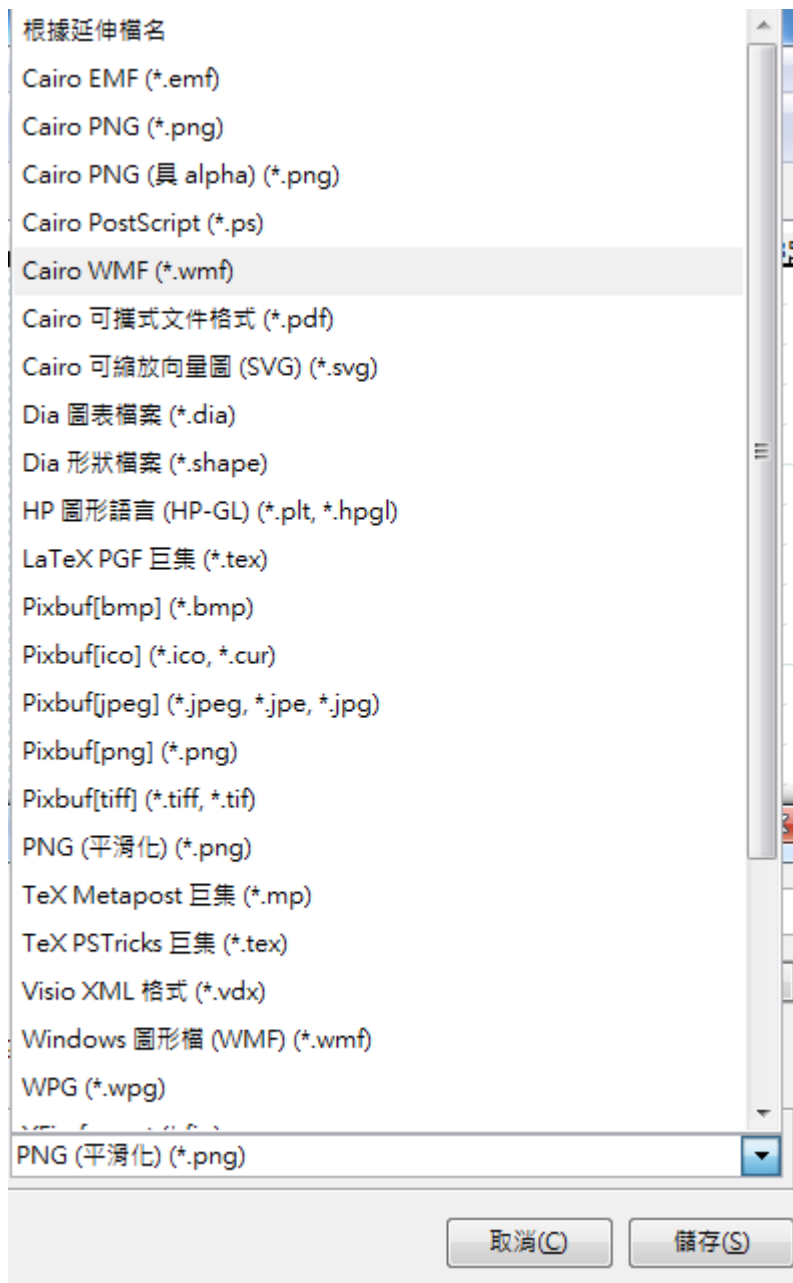 根據延伸檔名
Cairo EMF (*.emf)
Cairo PNG (*.png)
Cairo PNG (具 alpha) (*.png)
Cairo PostScript (*.ps)
Cairo WMF (*.wmf)
Cairo 可攜式文件格式 (*.pdf)
Cairo 可縮放向量圖 (SVG) (*.svg)
Dia 圖表檔案 (*.dia)
Dia 形狀檔案 (*.shape)
HP 圖形語言 (HP-GL) (*.plt, *.hpgl)
LaTeX PGF 巨集 (*.tex)
Pixbuf[bmp] (*.bmp)
Pixbuf[ico] (*.ico, *.cur)
Pixbuf[jpeg] (*.jpeg, *.jpe, *.jpg)
Pixbuf[png] (*.png)
Pixbuf[tiff] (*.tiff, *.tif)
PNG (平滑化) (*.png)
TeX Metapost 巨集 (*.mp)
TeX PSTricks 巨集 (*.tex)
Visio XML 格式 (*.vdx)
Windows 圖形檔 (WMF) (*.wmf)
WPG (*.wpg)
PNG (平滑化) (*.png)
取消(C) 儲存(S)